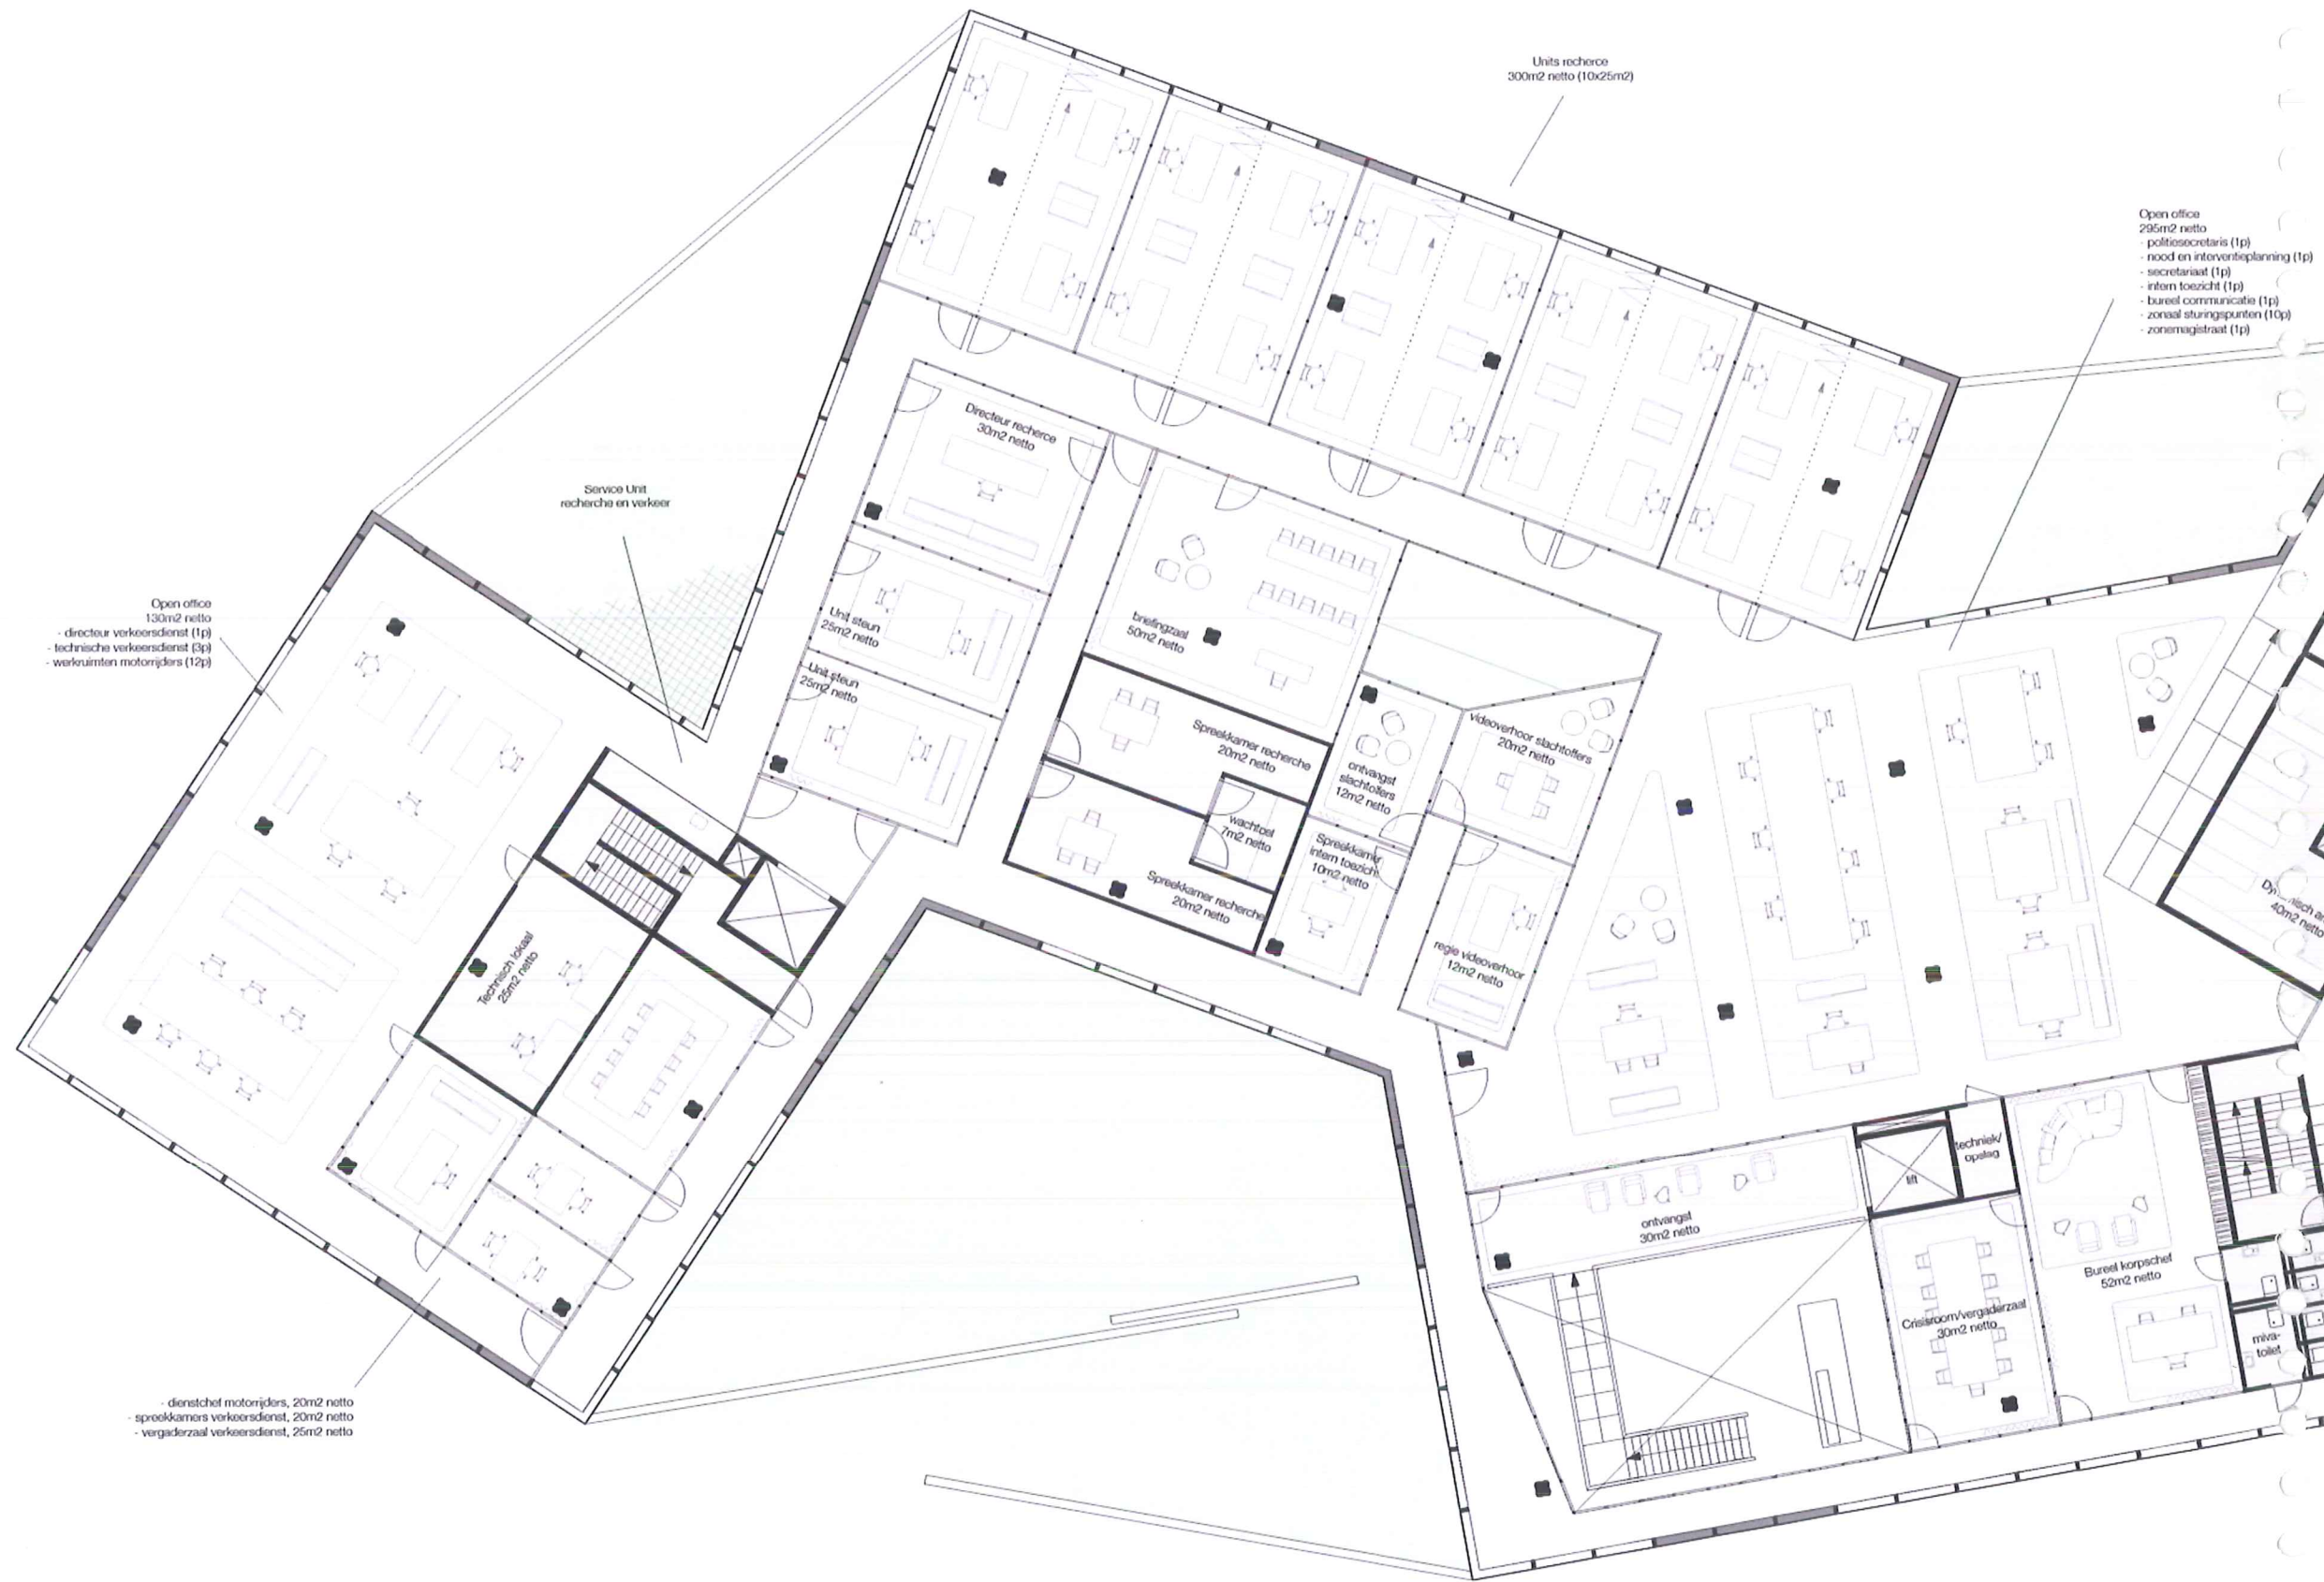 Units recherce
300m2 netto (10x25m2)
Open office
295m2 netto
- politiesecretaris (1p)
- nood en interventieplanning (1p)
- secretariaat (1p)
- intern toezicht (1p)
- bureel communicatie (1p)
- zonaal sturingspunten (10p)
- zonemagistraat (1p)
Directeur recherce
30m2 netto
Service Unit
recherche en verkeer
Open office
130m2 netto
- directeur verkeersdienst (1p)
- technische verkeersdienst (3p)
- werkruimten motorrijders (12p)
Unit steun
25m2 netto
Unit steun
25m2 netto
briefingzaal
50m2 netto
Spreekkamer recherche
20m2 netto
videoverhoor slachtoffers
20m2 netto
ontvangst
slachtoffers
12m2 netto
wachtcel
7m2 netto
Spreekkamer
intern toezicht
10m2 netto
Spreekkamer recherche
20m2 netto
regie videoverhoor
12m2 netto
Technisch lokaal
25m2 netto
40m2 netto
techniek/
opslag
lift
ontvangst
30m2 netto
Bureel korpschef
52m2 netto
Crisisroom/vergaderzaal
30m2 netto
miva-
toilet
- dienstchef motorrijders, 20m2 netto
- spreekkamers verkeersdienst, 20m2 netto
- vergaderzaal verkeersdienst, 25m2 netto